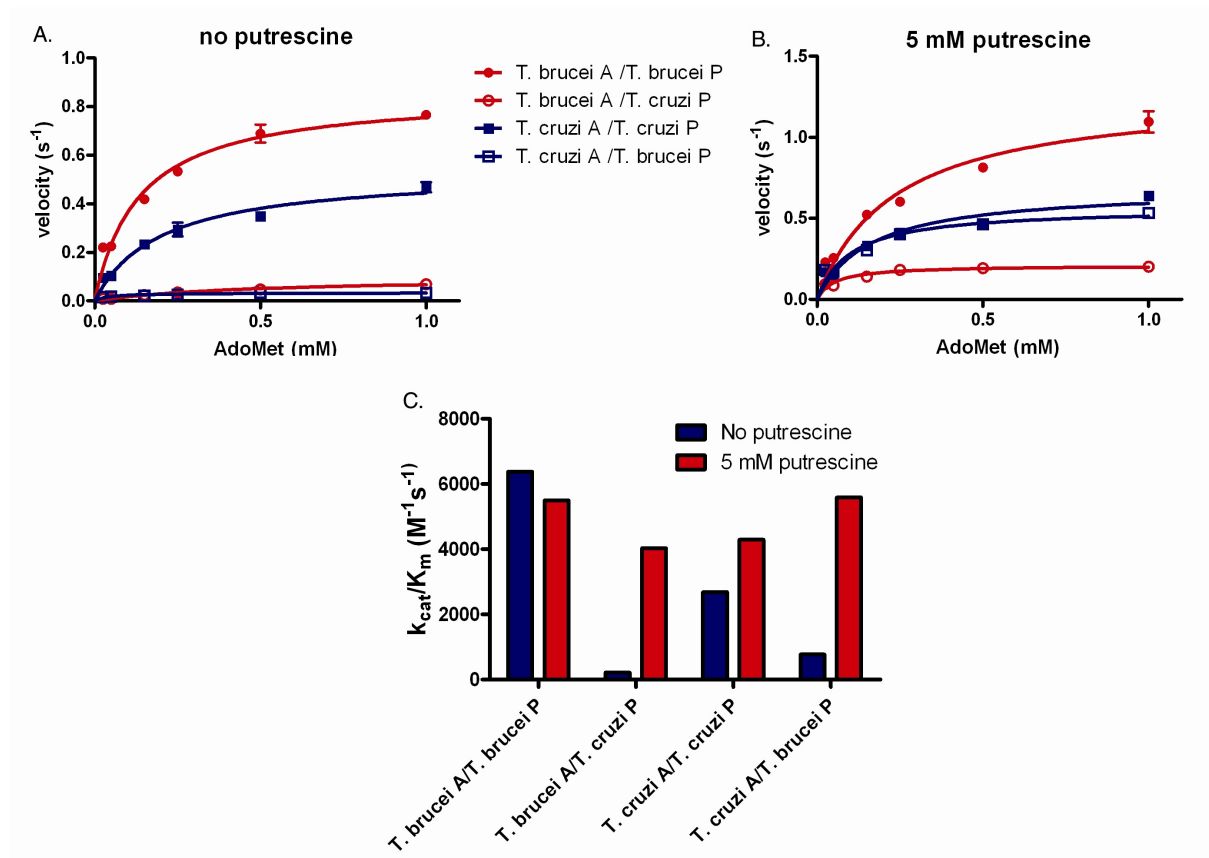 A.
no putrescine
1.0
0.8
0.6
0.4
0.2
0.0
velocity (s-1)
0.0
0.5
1.0
AdoMet (mM)
T. brucei A /T. brucei P
T. brucei A /T. cruzi P
T. cruzi A /T. cruzi P
T. cruzi A /T. brucei P
B.
5 mM putrescine
1.5
1.0
0.5
0.0
velocity (s-1)
0.0
0.5
1.0
AdoMet (mM)
C.
8000
6000
4000
2000
0
kcat/Km (M-1s-1)
No putrescine
5 mM putrescine
T. brucei A/T. brucei P
T. brucei A/T. cruzi P
T. cruzi A/T. cruzi P
T. cruzi A/T. brucei P